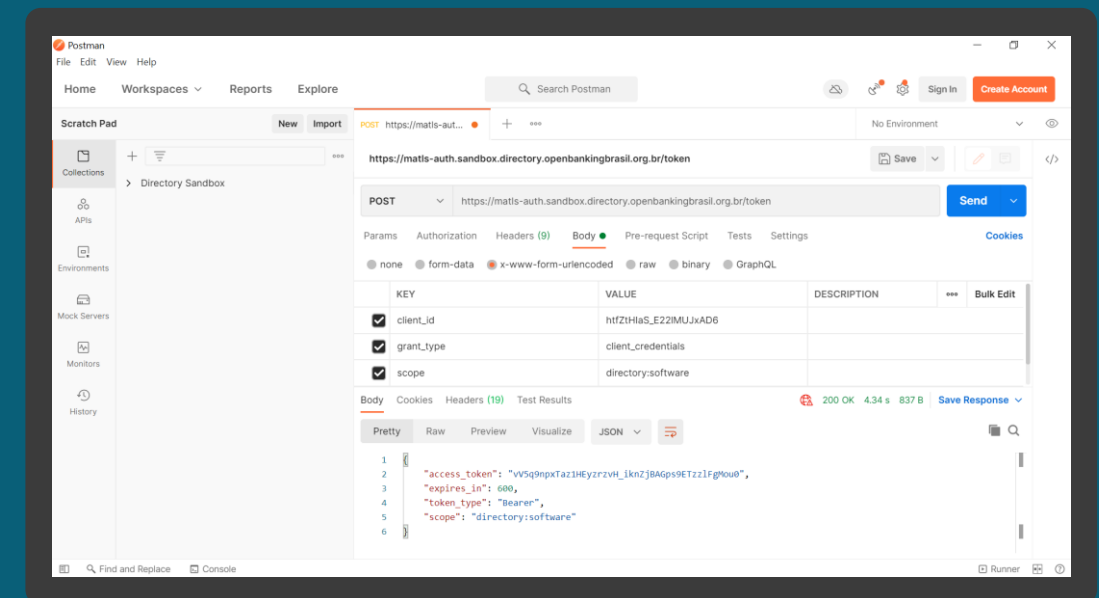 Postman
File Edit View Help
Home Workspaces Reports Explore Search Postman Sign In Create Account
Scratch Pad New Import POST https://matls-aut... No Environment
Collections
APIs
Environments
Mock Servers
Monitors
History
Directory Sandbox
https://matls-auth.sandbox.directory.openbankingbrasil.org.br/token Save
POST https://matls-auth.sandbox.directory.openbankingbrasil.org.br/token Send
Params Authorization Headers (9) Body Pre-request Script Tests Settings Cookies
none form-data x-www-form-urlencoded raw binary GraphQL
KEY VALUE DESCRIPTION Bulk Edit
client_id htfZtHIaS_E22IMUJxAD6
grant_type client_credentials
scope directory:software
Body Cookies Headers (19) Test Results 200 OK 4.34 s 837 B Save Response
Pretty Raw Preview Visualize JSON
1 {
2 "access_token": "vV5q9npxTaz1HEyzrzvH_iknZjBAGps9ETzzlFgMou0",
3 "expires_in": 600,
4 "token_type": "Bearer",
5 "scope": "directory:software"
6 }
Find and Replace Console Runner